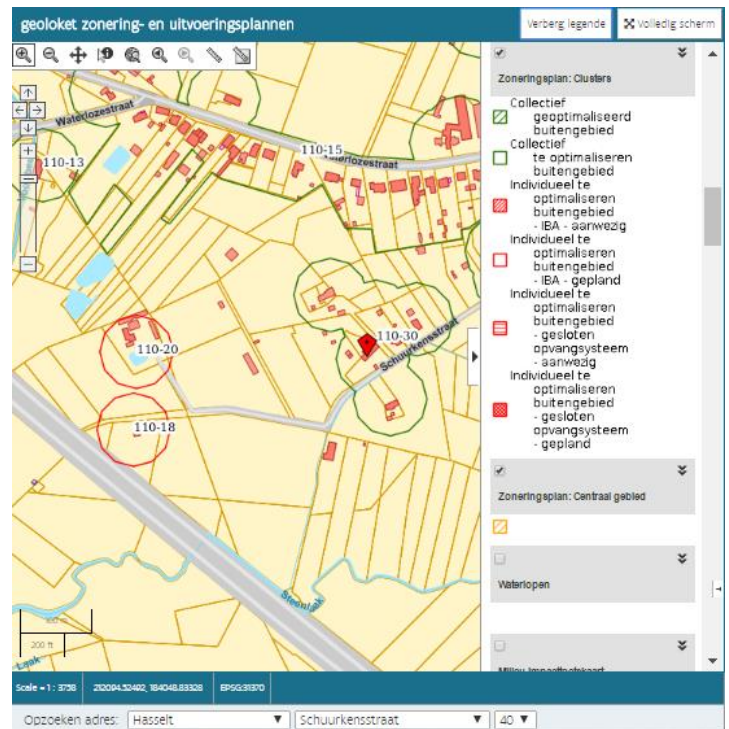 geoloket zonering- en uitvoeringsplannen
Verberg legende
Volledig scherm
Zoneringsplan: Clusters
Collectief
geoptimaliseerd
buitengebied
Collectief
te optimaliseren
buitengebied
Individueel te
optimaliseren
buitengebied
- IBA - aanwezig
Individueel te
optimaliseren
buitengebied
- IBA - gepland
Individueel te
optimaliseren
buitengebied
- gesloten
opvangsysteem
- aanwezig
Individueel te
optimaliseren
buitengebied
- gesloten
opvangsysteem
- gepland
Zoneringsplan: Centraal gebied
Waterlopen
Waterlozestraat
110-15
110-13
110-30
Schuurkensstraat
110-20
110-18
200 ft
Scale = 1 : 3758
EPSG:31370
Opzoeken adres:
Hasselt
Schuurkensstraat
40